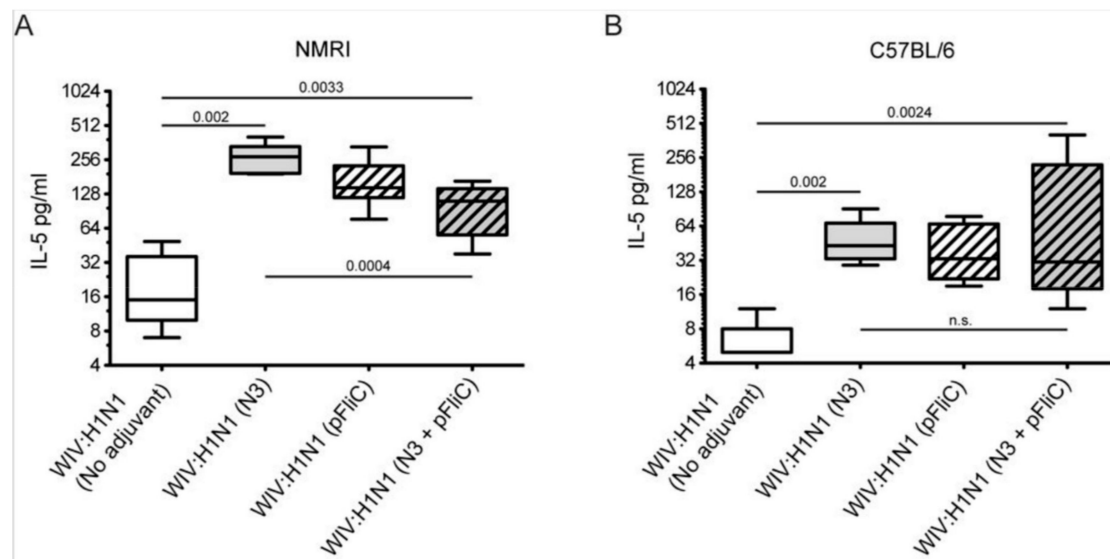 A
NMRI
IL-5 pg/ml
1024
512
256
128
64
32
16
8
4
0.0033
0.002
0.0004
WIV:H1N1
(No adjuvant)
WIV:H1N1 (N3)
WIV:H1N1 (pFliC)
WIV:H1N1 (N3 + pFliC)
B
C57BL/6
IL-5 pg/ml
1024
512
256
128
64
32
16
8
4
0.0024
0.002
n.s.
WIV:H1N1
(No adjuvant)
WIV:H1N1 (N3)
WIV:H1N1 (pFliC)
WIV:H1N1 (N3 + pFliC)